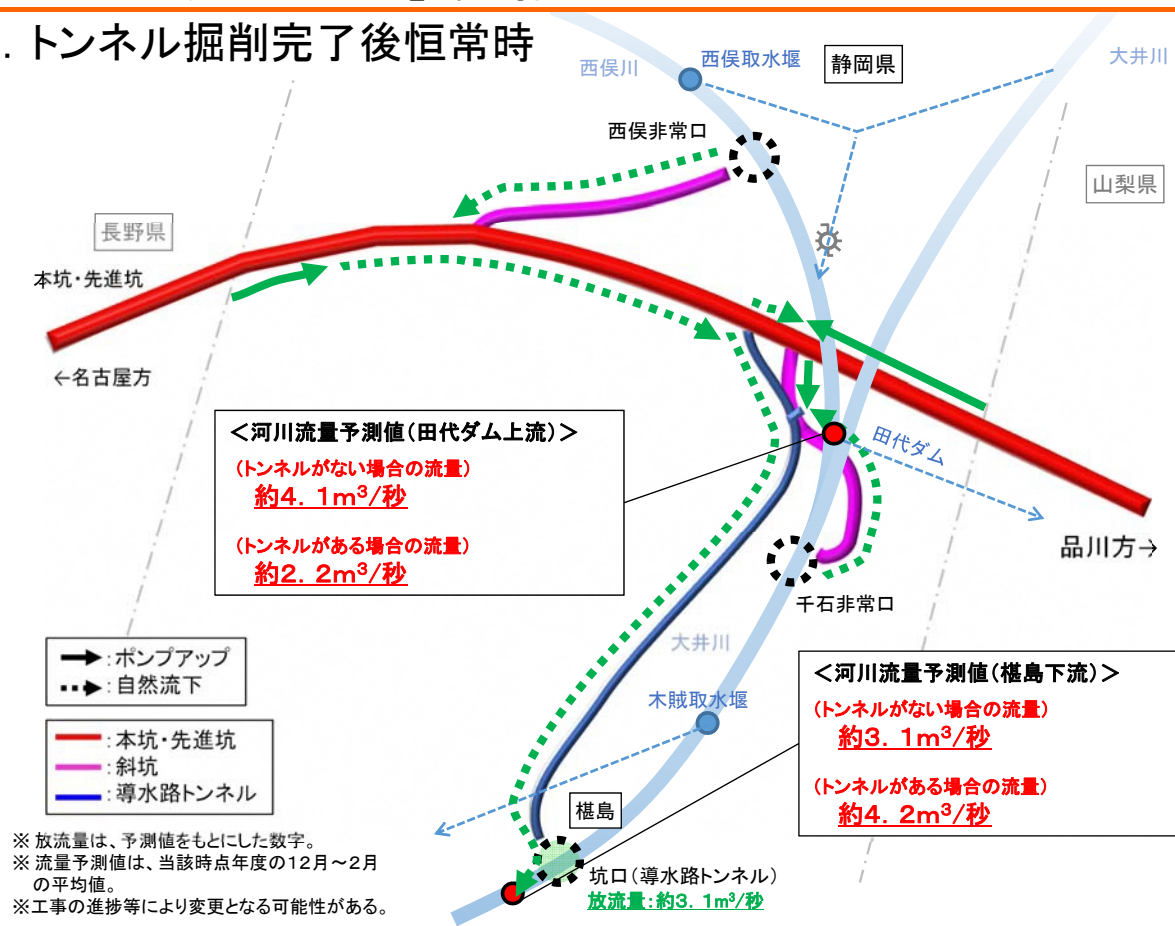 . トンネル掘削完了後恒常時
西俣川
西俣取水堰
静岡県
大井川
西俣非常口
山梨県
長野県
本坑・先進坑
←名古屋方
＜河川流量予測値(田代ダム上流)＞
(トンネルがない場合の流量)
約4．1m³/秒
(トンネルがある場合の流量)
約2．2m³/秒
田代ダム
品川方→
千石非常口
大井川
木賊取水堰
＜河川流量予測値(椹島下流)＞
(トンネルがない場合の流量)
約3．1m³/秒
(トンネルがある場合の流量)
約4．2m³/秒
:ポンプアップ
:自然流下
:本坑・先進坑
:斜坑
:導水路トンネル
椹島
坑口(導水路トンネル)
放流量:約3．1m³/秒
※ 放流量は、予測値をもとにした数字。
※ 流量予測値は、当該時点年度の12月～2月
の平均値。
※工事の進捗等により変更となる可能性がある。